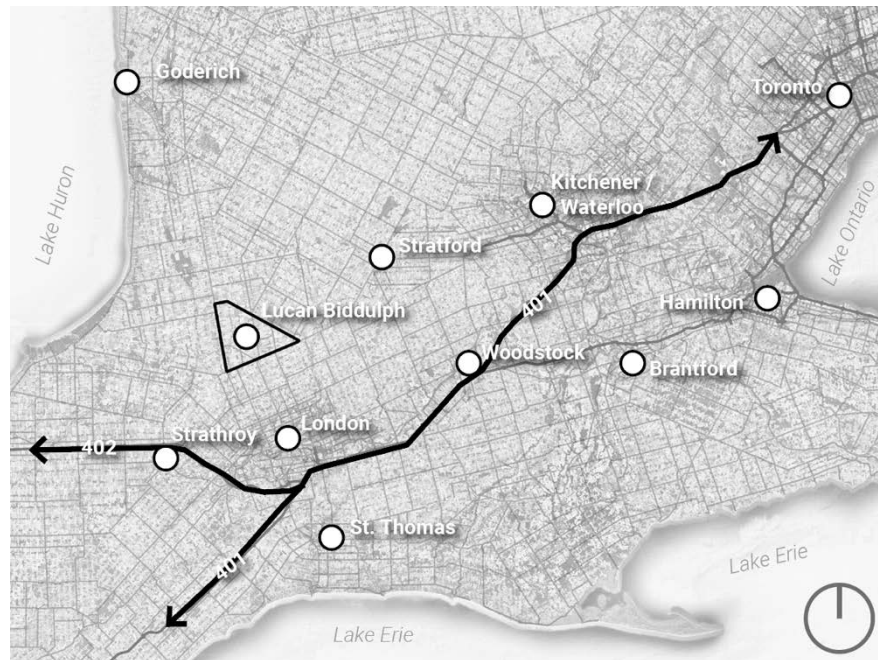 Goderich
Toronto
Lake Huron
Kitchener /
Waterloo
Stratford
Lake Ontario
Lucan Biddulph
401
Hamilton
Woodstock
Brantford
Strathroy
London
402
St. Thomas
401
Lake Erie
Lake Erie